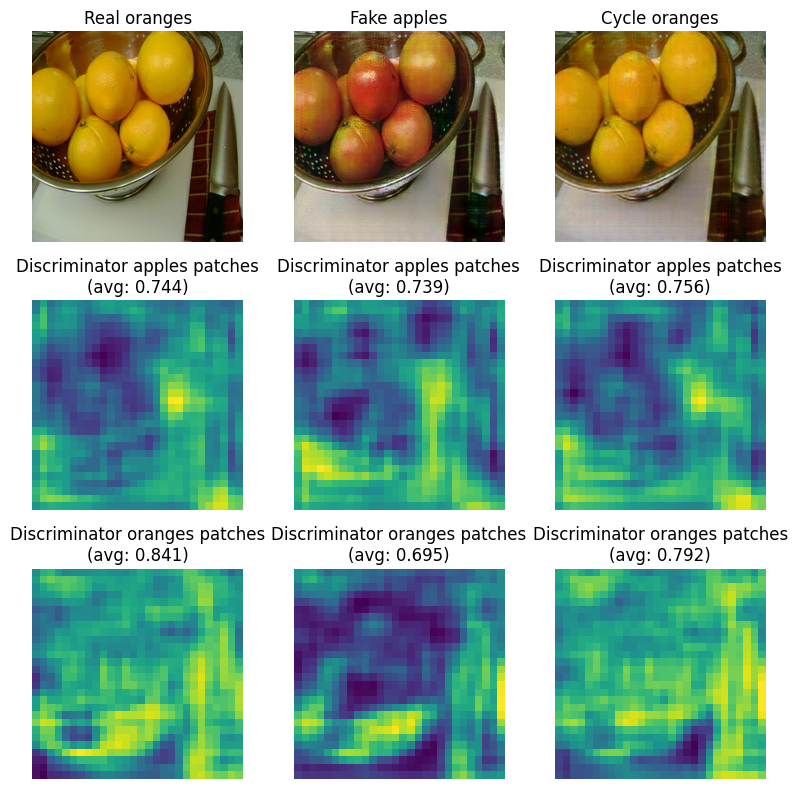 Real oranges
Fake apples
Cycle oranges
Discriminator apples patches
(avg: 0.744)
Discriminator apples patches
(avg: 0.739)
Discriminator apples patches
(avg: 0.756)
Discriminator oranges patches
(avg: 0.841)
Discriminator oranges patches
(avg: 0.695)
Discriminator oranges patches
(avg: 0.792)